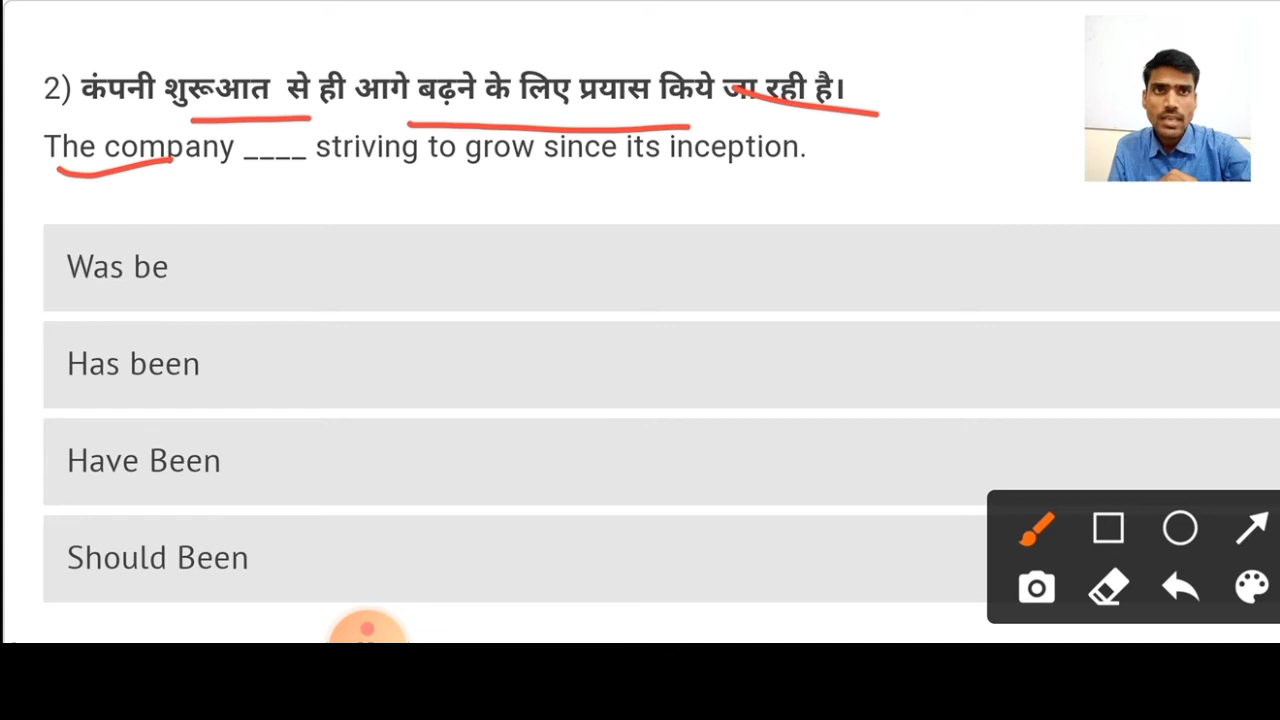 2) कंपनी शुरूआत से ही आगे बढ़ने के लिए प्रयास किये जा रही है।
The company ____ striving to grow since its inception.
Was be
Has been
Have Been
Should Been